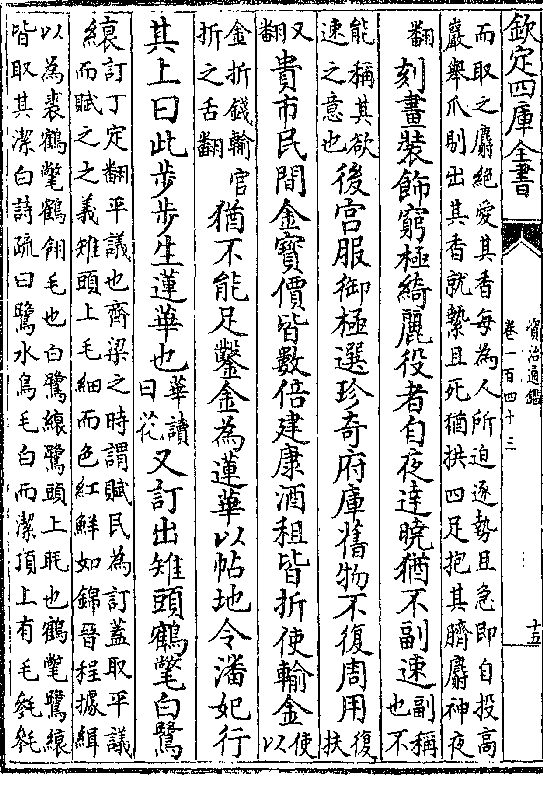 欽定四庫全書
資治通鑑
卷一百四十三
十五
而取之麝絶愛其香每為人所迫逐勢且急即自投高
巖舉爪剔出其香就縶且死猶拱四足抱其臍麝神夜
翻刻畫裝飾窮極綺麗役者自夜達曉猶不副速副稱也不
能稱其欲速之意也後宫服御極選珍奇府庫舊物不復周用復扶
又翻貴市民間金寶價皆數倍建康酒租皆折使輸金使以
金折錢輸官折之舌翻猶不能足鑿金為蓮華以帖地令潘妃行
其上曰此步步生蓮華也華讀曰花又訂出雉頭鶴氅白鷺
縗訂丁定翻平議也齊梁之時謂賦民為訂蓋取平議
而賦之之義雉頭上毛細而色紅鮮如錦晉程據緝
以為裘鶴氅鶴翎毛也白鷺縗鷺頭上毦也鶴氅鷺縗
皆取其潔白詩疏曰鷺水鳥毛白而潔頂上有毛毿毿